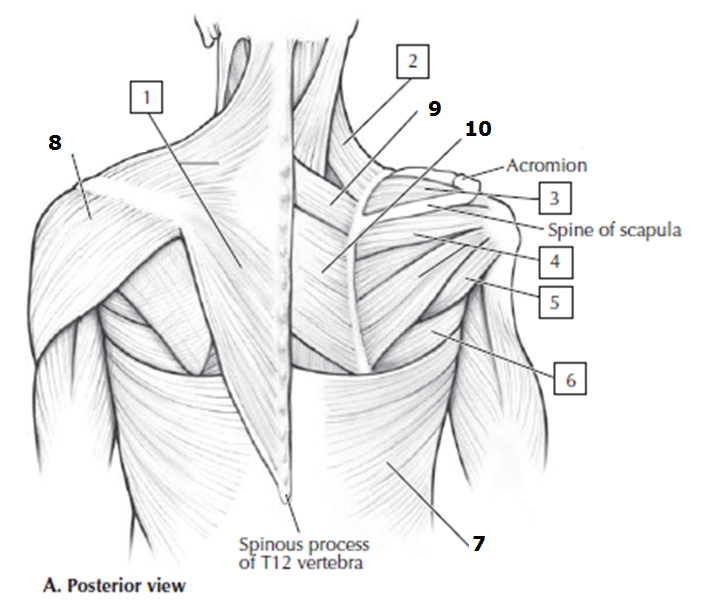 2
1
9
10
8
Acromion
3
Spine of scapula
4
5
6
7
Spinous process
of T12 vertebra
A. Posterior view